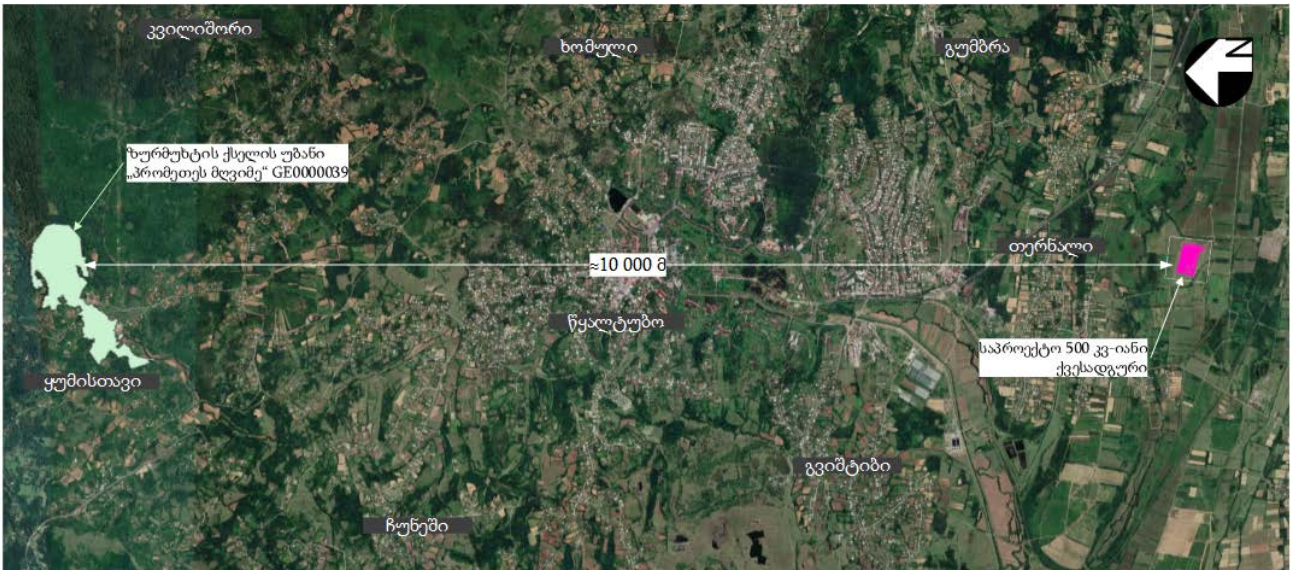 კვილიშორი
ხომული
გუმბრა
N
ზურმუხტის ქსელის უბანი
„პრომეთეს მღვიმე“ GE0000039
თერნალი
≈10 000 მ
წყალტუბო
საპროექტო 500 კვ-იანი
ქვესადგური
ყუმისთავი
გვიშტიბი
ჩუნეში